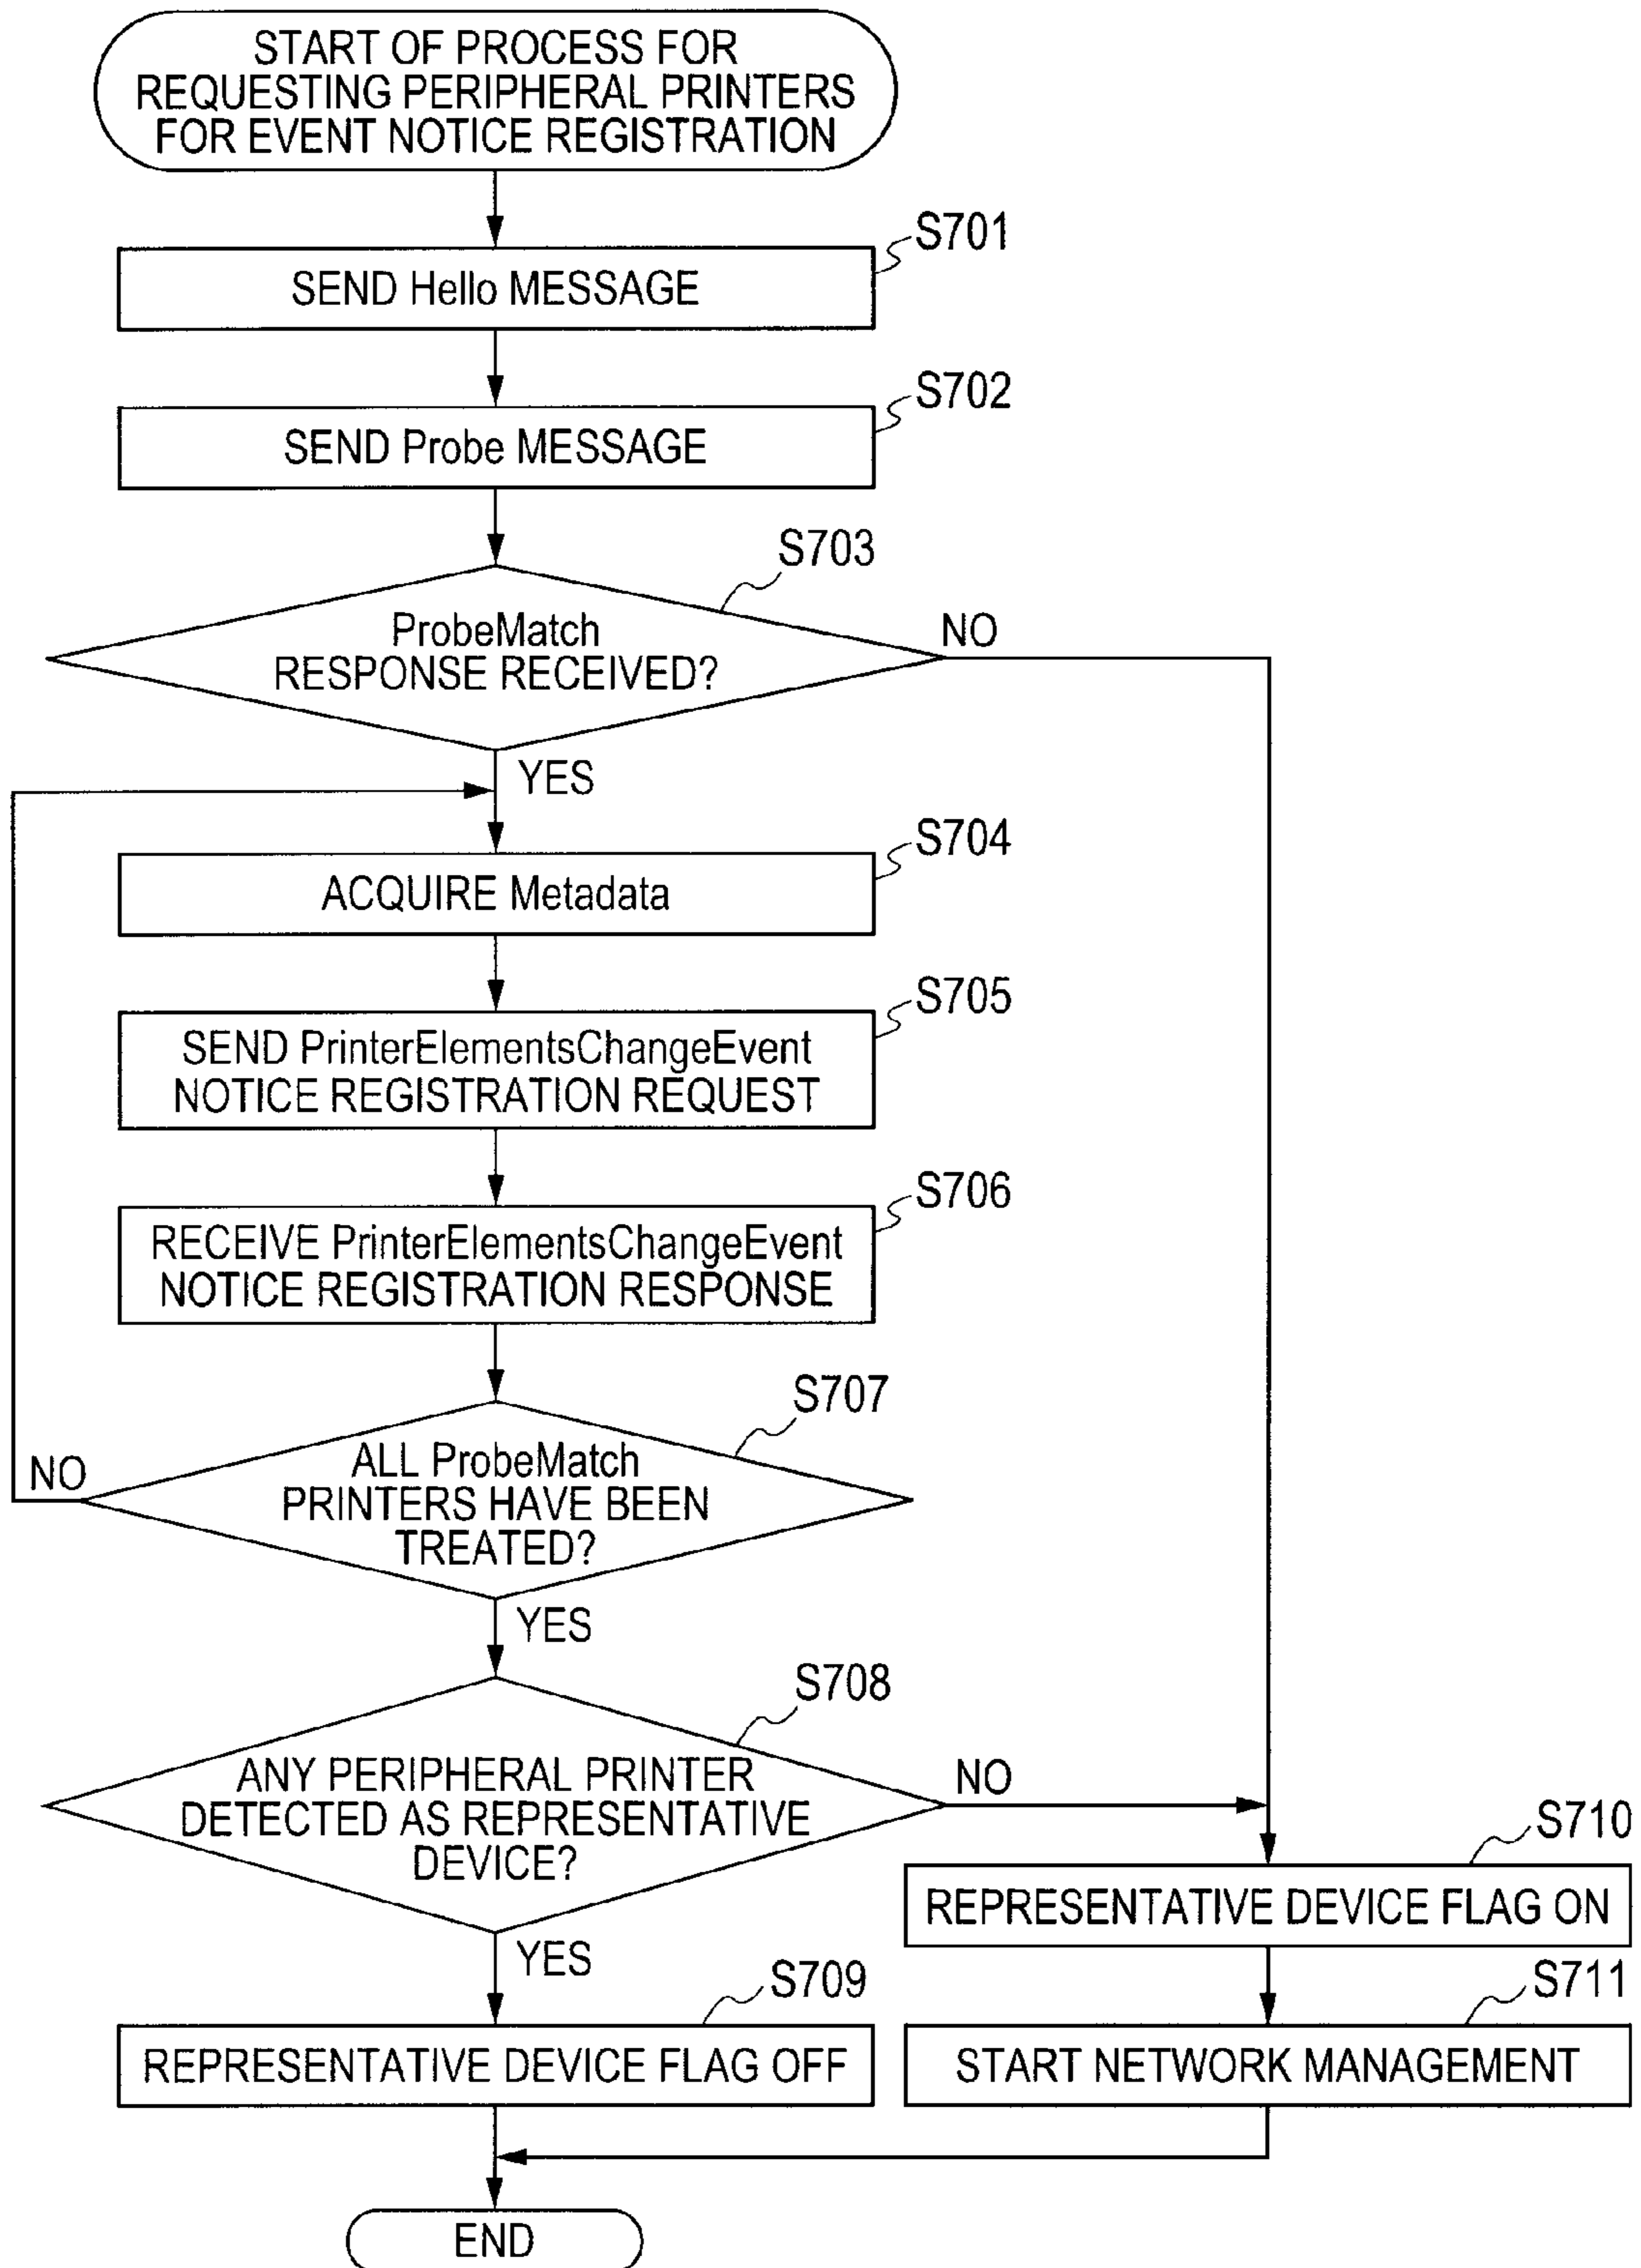 START OF PROCESS FOR
REQUESTING PERIPHERAL PRINTERS
FOR EVENT NOTICE REGISTRATION
S701
SEND Hello MESSAGE
S702
SEND Probe MESSAGE
S703
ProbeMatch
RESPONSE RECEIVED?
NO
YES
S704
ACQUIRE Metadata
S705
SEND PrinterElementsChangeEvent
NOTICE REGISTRATION REQUEST
S706
RECEIVE PrinterElementsChangeEvent
NOTICE REGISTRATION RESPONSE
S707
ALL ProbeMatch
PRINTERS HAVE BEEN
TREATED?
NO
YES
S708
ANY PERIPHERAL PRINTER
DETECTED AS REPRESENTATIVE
DEVICE?
NO
YES
S710
REPRESENTATIVE DEVICE FLAG ON
S709
REPRESENTATIVE DEVICE FLAG OFF
S711
START NETWORK MANAGEMENT
END